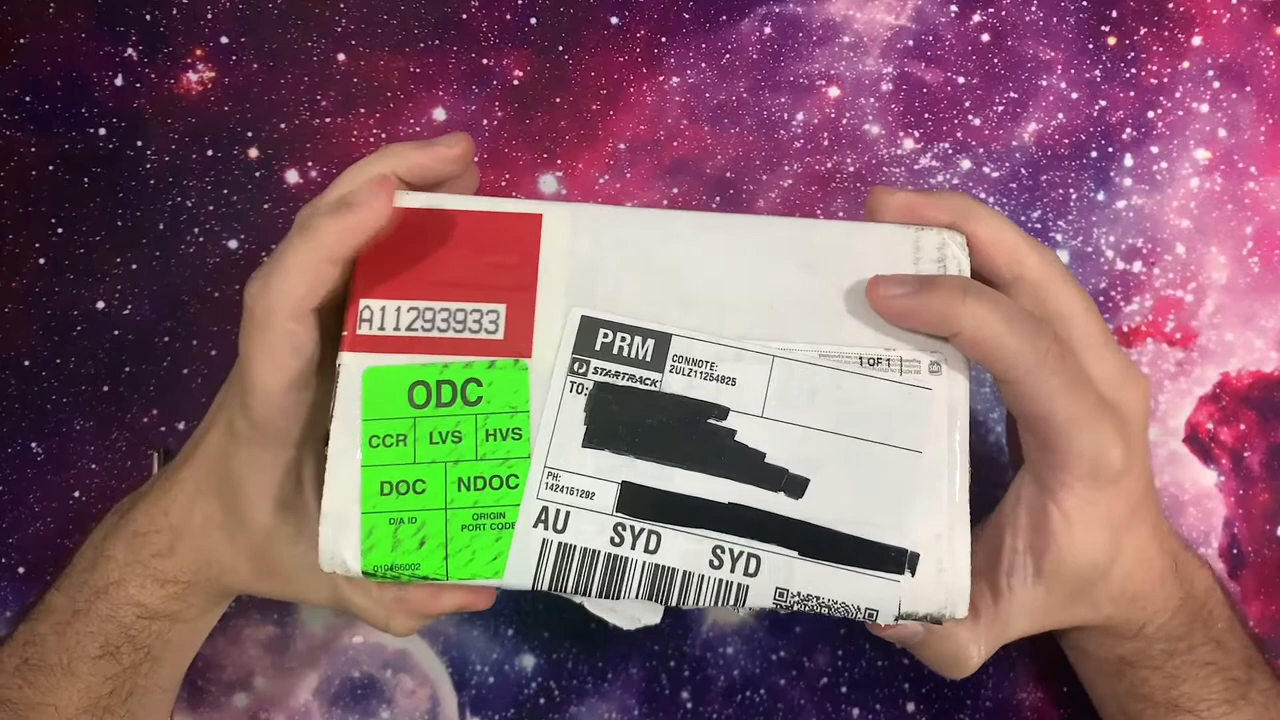 A11293933
ODC
CCR LVS HVS
DOC NDOC
D/A ID ORIGIN PORT CODE
010466002
PRM
STARTRACK
CONNOTE:
2ULZ11254825
1 OF 1
ups
TO:
PH:
1424151292
AU SYD SYD